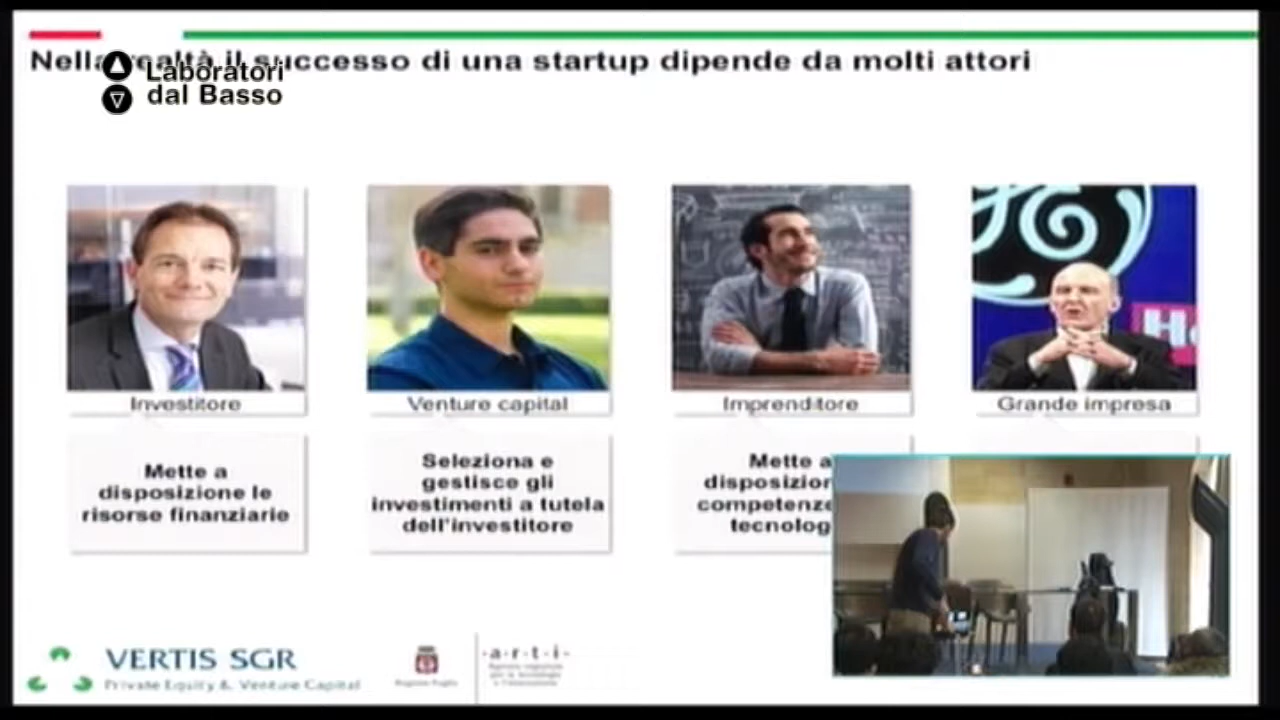 Nella realtà il successo di una startup dipende da molti attori
Laboratori
dal Basso
Investitore
Venture capital
Imprenditore
Grande impresa
Mette a
disposizione le
risorse finanziarie
Seleziona e
gestisce gli
investimenti a tutela
dell'investitore
Mette a
disposizion
competenze
tecnolog
VERTIS SGR
Private Equity & Venture Capital
Regione Puglia
-a-r-t-i-